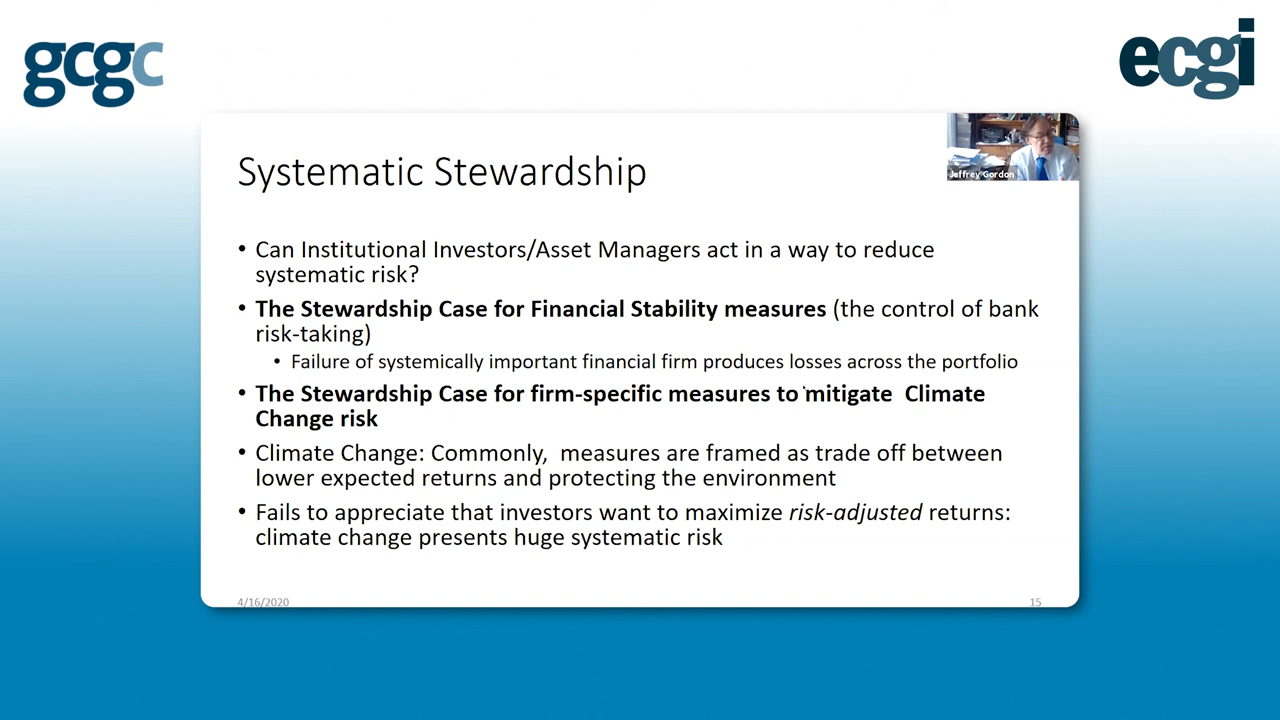 gcgc
ecgi
Jeffrey Gordon
Systematic Stewardship
• Can Institutional Investors/Asset Managers act in a way to reduce
systematic risk?
• The Stewardship Case for Financial Stability measures (the control of bank
risk-taking)
• Failure of systemically important financial firm produces losses across the portfolio
• The Stewardship Case for firm-specific measures to mitigate Climate
Change risk
• Climate Change: Commonly, measures are framed as trade off between
lower expected returns and protecting the environment
• Fails to appreciate that investors want to maximize risk-adjusted returns:
climate change presents huge systematic risk
4/16/2020
15